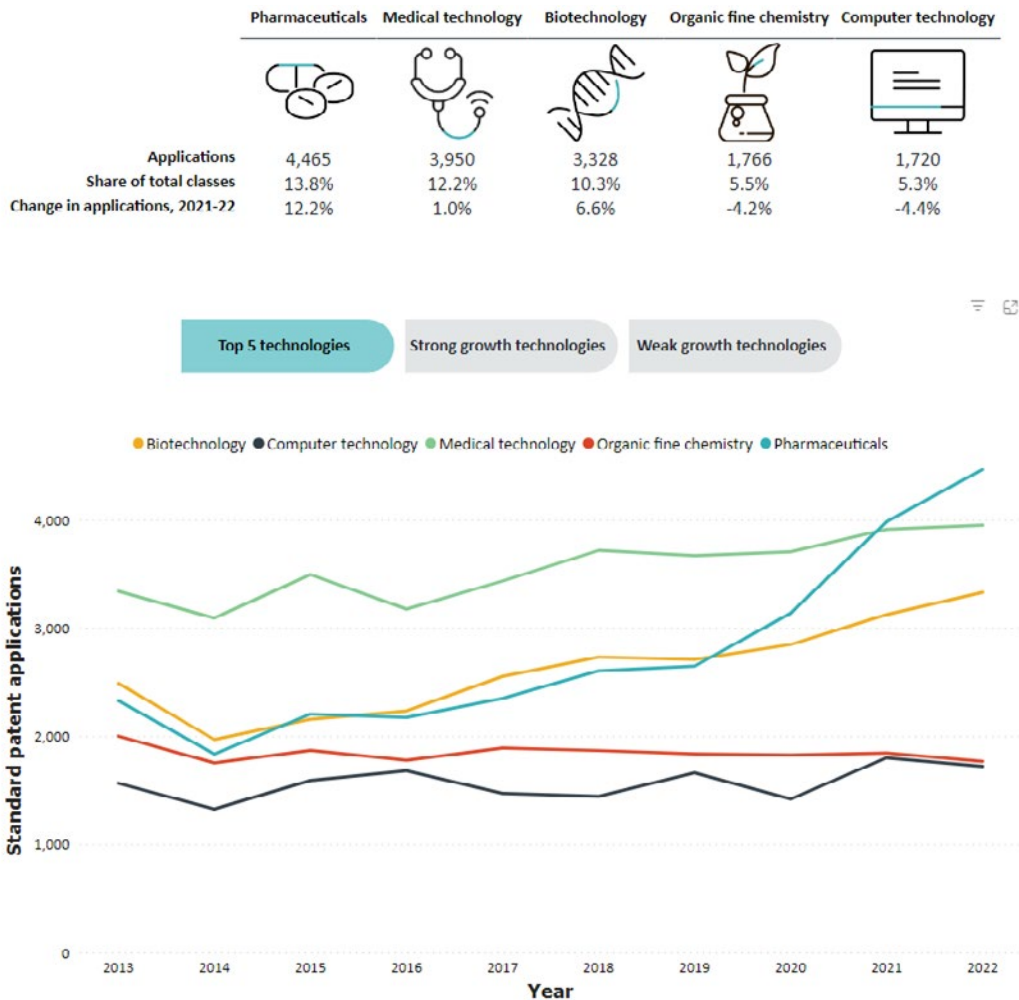 Pharmaceuticals Medical technology Biotechnology Organic fine chemistry Computer technology
Applications 4,465 3,950 3,328 1,766 1,720
Share of total classes 13.8% 12.2% 10.3% 5.5% 5.3%
Change in applications, 2021-22 12.2% 1.0% 6.6% -4.2% -4.4%
Top 5 technologies Strong growth technologies Weak growth technologies
Biotechnology Computer technology Medical technology Organic fine chemistry Pharmaceuticals
Standard patent applications
4,000
3,000
2,000
1,000
0
2013 2014 2015 2016 2017 2018 2019 2020 2021 2022
Year